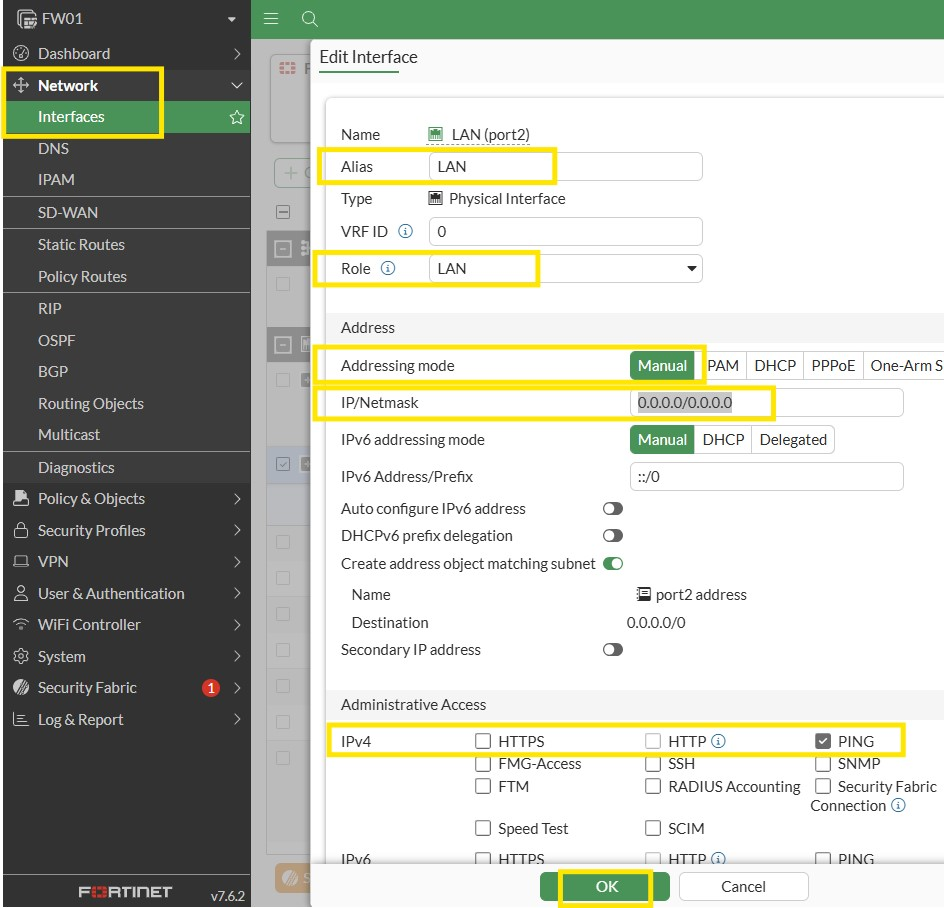 FW01
Dashboard
Network
Interfaces
DNS
IPAM
SD-WAN
Static Routes
Policy Routes
RIP
OSPF
BGP
Routing Objects
Multicast
Diagnostics
Policy & Objects
Security Profiles
VPN
User & Authentication
WiFi Controller
System
Security Fabric 1
Log & Report
FORTINET v7.6.2
Edit Interface
Name LAN (port2)
Alias LAN
Type Physical Interface
VRF ID 0
Role LAN
Address
Addressing mode Manual PAM DHCP PPPoE One-Arm S
IP/Netmask 0.0.0.0/0.0.0.0
IPv6 addressing mode Manual DHCP Delegated
IPv6 Address/Prefix ::/0
Auto configure IPv6 address
DHCPv6 prefix delegation
Create address object matching subnet
Name port2 address
Destination 0.0.0.0/0
Secondary IP address
Administrative Access
IPv4 HTTPS HTTP PING
FMG-Access SSH SNMP
FTM RADIUS Accounting Security Fabric
Connection
Speed Test SCIM
IPv6 HTTPS HTTP PING
OK Cancel